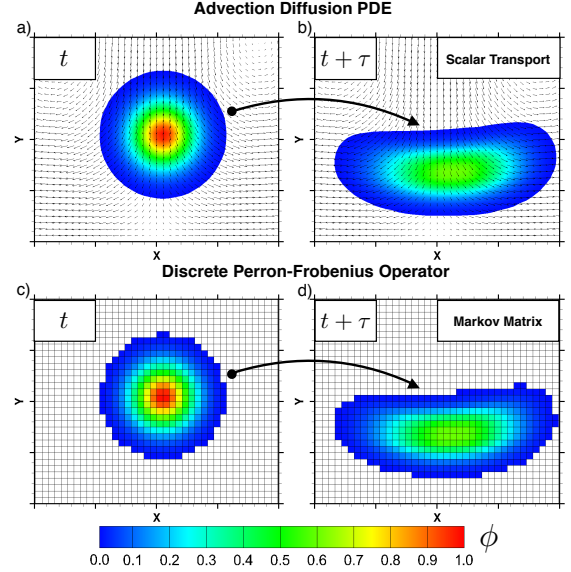 Advection Diffusion PDE
a)
t
Y
X
b)
t + τ
Scalar Transport
Y
X
Discrete Perron-Frobenius Operator
c)
t
Y
X
d)
t + τ
Markov Matrix
Y
X
ϕ
0.0 0.1 0.2 0.3 0.4 0.5 0.6 0.7 0.8 0.9 1.0